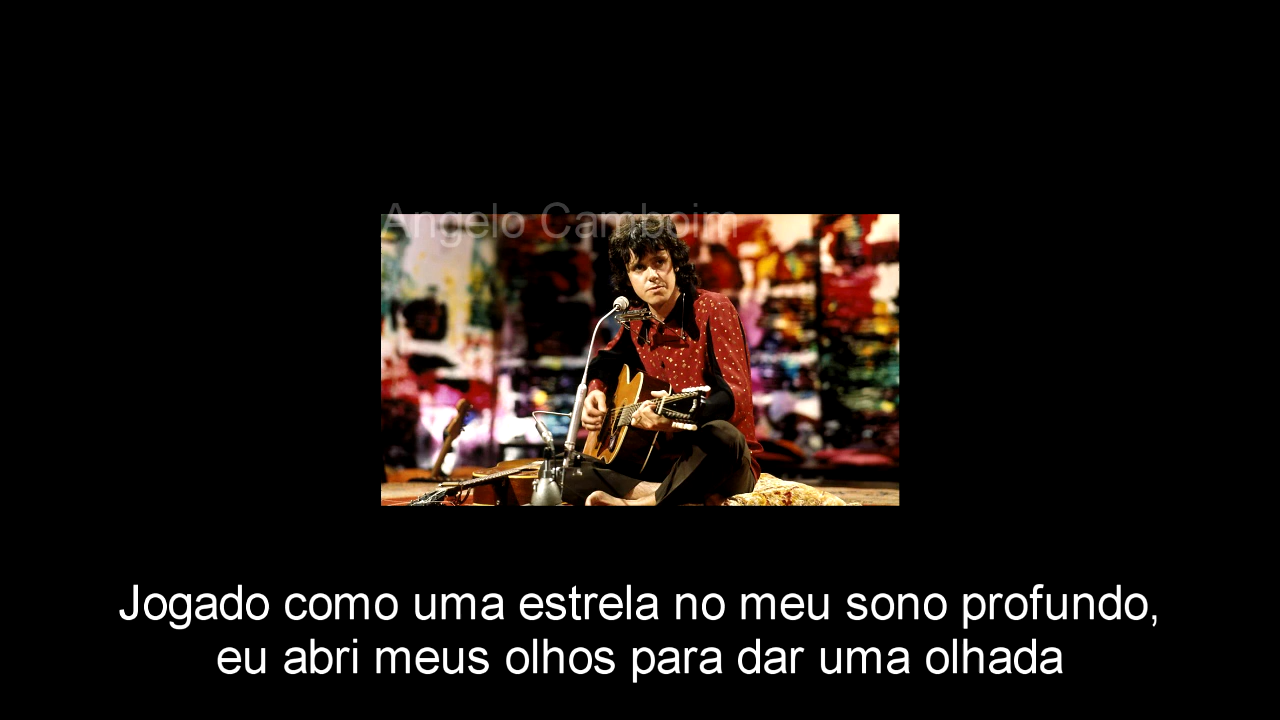 Angelo Camboim
Jogado como uma estrela no meu sono profundo,
eu abri meus olhos para dar uma olhada